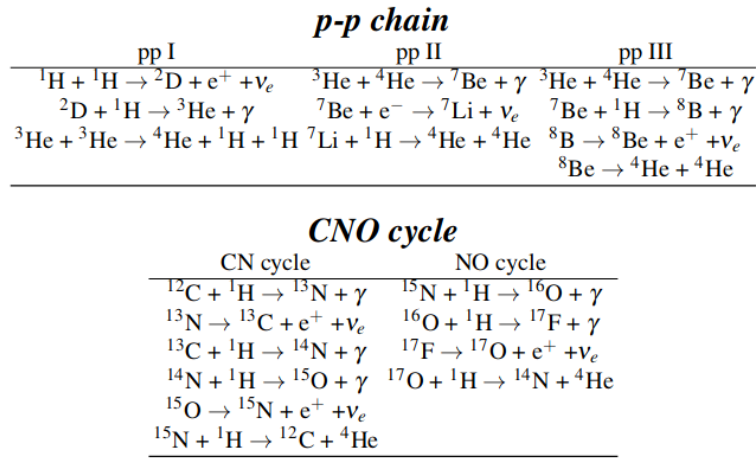 p-p chain
pp I pp II pp III
¹H + ¹H → ²D + e⁺ +νₑ ³He + ⁴He → ⁷Be + γ ³He + ⁴He → ⁷Be + γ
²D + ¹H → ³He + γ ⁷Be + e⁻ → ⁷Li + νₑ ⁷Be + ¹H → ⁸B + γ
³He + ³He → ⁴He + ¹H + ¹H ⁷Li + ¹H → ⁴He + ⁴He ⁸B → ⁸Be + e⁺ +νₑ
⁸Be → ⁴He + ⁴He
CNO cycle
CN cycle NO cycle
¹²C + ¹H → ¹³N + γ ¹⁵N + ¹H → ¹⁶O + γ
¹³N → ¹³C + e⁺ +νₑ ¹⁶O + ¹H → ¹⁷F + γ
¹³C + ¹H → ¹⁴N + γ ¹⁷F → ¹⁷O + e⁺ +νₑ
¹⁴N + ¹H → ¹⁵O + γ ¹⁷O + ¹H → ¹⁴N + ⁴He
¹⁵O → ¹⁵N + e⁺ +νₑ
¹⁵N + ¹H → ¹²C + ⁴He